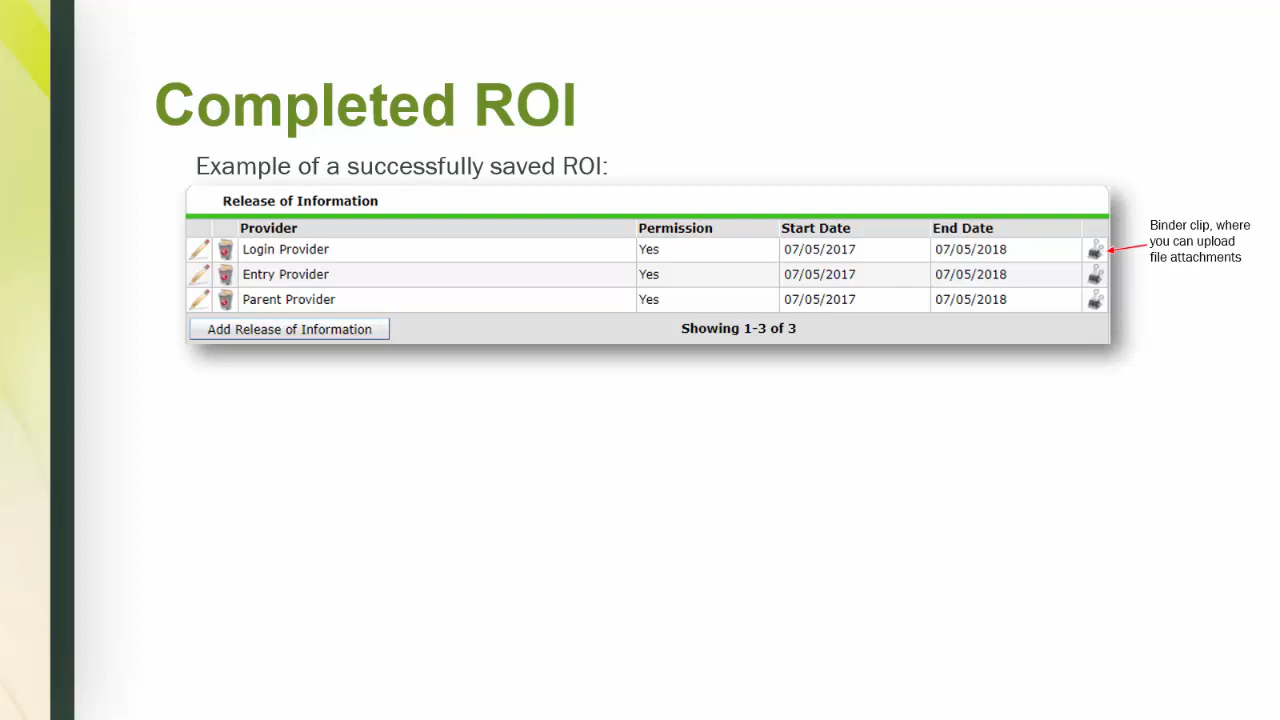 Completed ROI
Example of a successfully saved ROI:
Release of Information
Provider Permission Start Date End Date
Login Provider Yes 07/05/2017 07/05/2018
Entry Provider Yes 07/05/2017 07/05/2018
Parent Provider Yes 07/05/2017 07/05/2018
Add Release of Information Showing 1-3 of 3
Binder clip, where
you can upload
file attachments